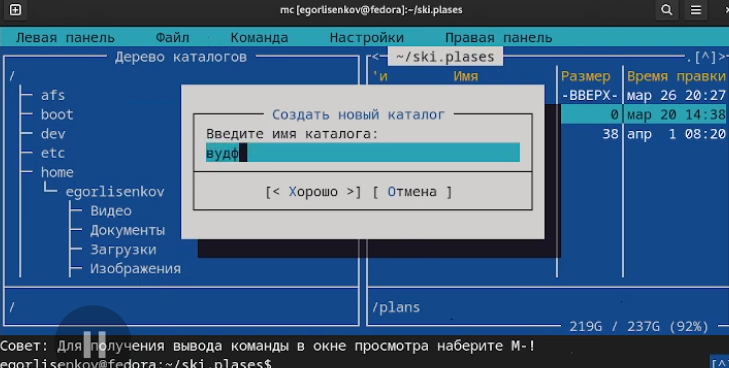 mc [egorlisenkov@fedora]:~/ski.plases
Левая панель Файл Команда Настройки Правая панель
Дерево каталогов
/
afs
boot
dev
etc
home
egorlisenkov
Видео
Документы
Загрузки
Изображения
/
<- ~/ski.plases .[^]>
'и Имя Размер Время правки
-ВВЕРХ- мар 26 20:27
0 мар 20 14:38
38 апр 1 08:20
Создать новый каталог
Введите имя каталога:
вудф
[< Хорошо >] [ Отмена ]
/plans
219G / 237G (92%)
Совет: Для получения вывода команды в окне просмотра наберите M-!
egorlisenkov@fedora:~/ski.plases$ [^]